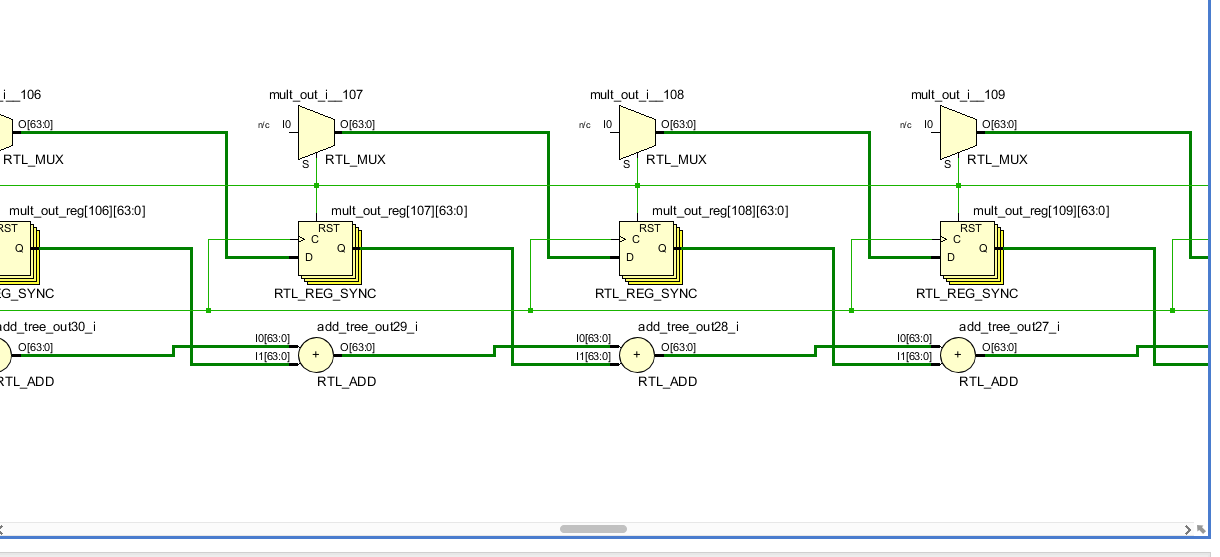 _i__106
mult_out_i__107
mult_out_i__108
mult_out_i__109
O[63:0]
n/c I0
O[63:0]
n/c I0
O[63:0]
n/c I0
O[63:0]
RTL_MUX
S RTL_MUX
S RTL_MUX
S RTL_MUX
mult_out_reg[106][63:0]
mult_out_reg[107][63:0]
mult_out_reg[108][63:0]
mult_out_reg[109][63:0]
RST
RST
RST
RST
C
C
C
Q
Q
Q
Q
D
D
D
EG_SYNC
RTL_REG_SYNC
RTL_REG_SYNC
RTL_REG_SYNC
add_tree_out30_i
add_tree_out29_i
add_tree_out28_i
add_tree_out27_i
O[63:0]
I0[63:0]
I1[63:0]
+
O[63:0]
I0[63:0]
I1[63:0]
+
O[63:0]
I0[63:0]
I1[63:0]
+
O[63:0]
RTL_ADD
RTL_ADD
RTL_ADD
RTL_ADD